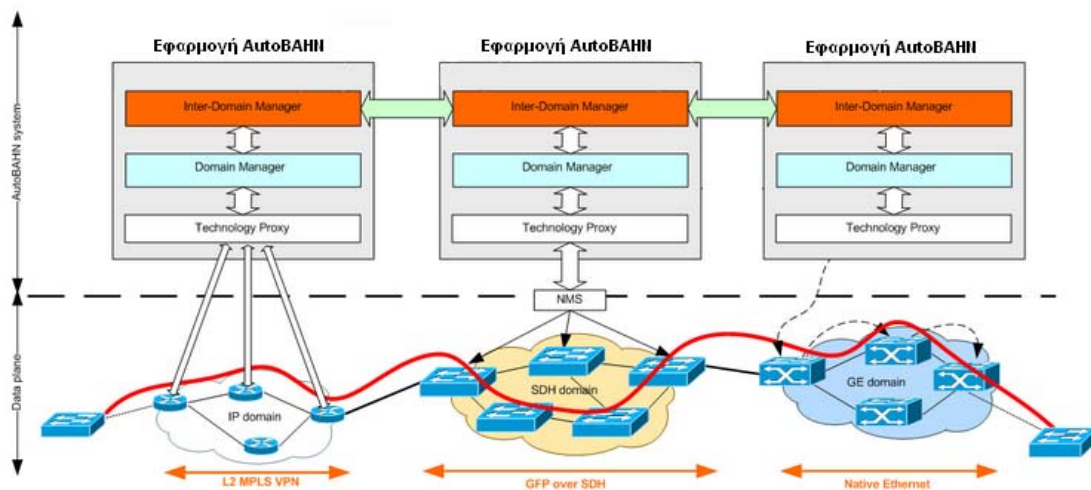 Εφαρμογή AutoBAHN
Εφαρμογή AutoBAHN
Εφαρμογή AutoBAHN
AutoBAHN system
Inter-Domain Manager
Inter-Domain Manager
Inter-Domain Manager
Domain Manager
Domain Manager
Domain Manager
Technology Proxy
Technology Proxy
Technology Proxy
NMS
Data plane
IP domain
SDH domain
GE domain
L2 MPLS VPN
GFP over SDH
Native Ethernet